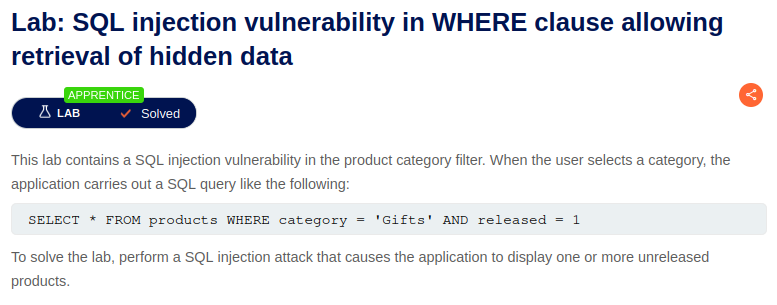 Lab: SQL injection vulnerability in WHERE clause allowing
retrieval of hidden data
APPRENTICE
LAB
Solved
This lab contains a SQL injection vulnerability in the product category filter. When the user selects a category, the
application carries out a SQL query like the following:
SELECT * FROM products WHERE category = 'Gifts' AND released = 1
To solve the lab, perform a SQL injection attack that causes the application to display one or more unreleased
products.